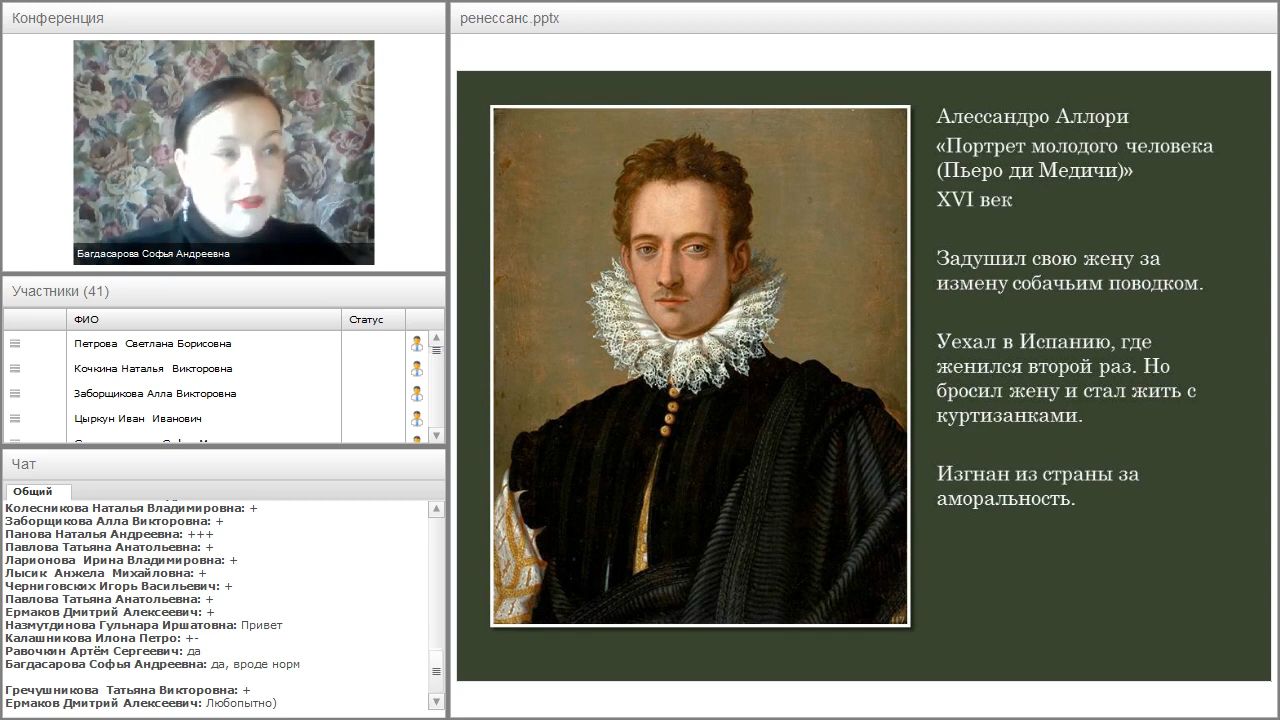 Конференция
Багдасарова Софья Андреевна
Участники (41)
ФИО
Статус
Петрова Светлана Борисовна
Кочкина Наталья Викторовна
Заборщикова Алла Викторовна
Цыркун Иван Иванович
Чат
Общий
Колесникова Наталья Владимировна: +
Заборщикова Алла Викторовна: +
Панова Наталья Андреевна: +++
Павлова Татьяна Анатольевна: +
Ларионова Ирина Владимировна: +
Лысик Анжела Михайловна: +
Черниговских Игорь Васильевич: +
Павлова Татьяна Анатольевна: +
Ермаков Дмитрий Алексеевич: +
Назмутдинова Гульнара Иршатовна: Привет
Калашникова Илона Петро: +-
Равочкин Артём Сергеевич: да
Багдасарова Софья Андреевна: да, вроде норм
Гречушникова Татьяна Викторовна: +
Ермаков Дмитрий Алексеевич: Любопытно)
ренессанс.pptx
Алессандро Аллори
«Портрет молодого человека
(Пьеро ди Медичи)»
XVI век
Задушил свою жену за
измену собачьим поводком.
Уехал в Испанию, где
женился второй раз. Но
бросил жену и стал жить с
куртизанками.
Изгнан из страны за
аморальность.